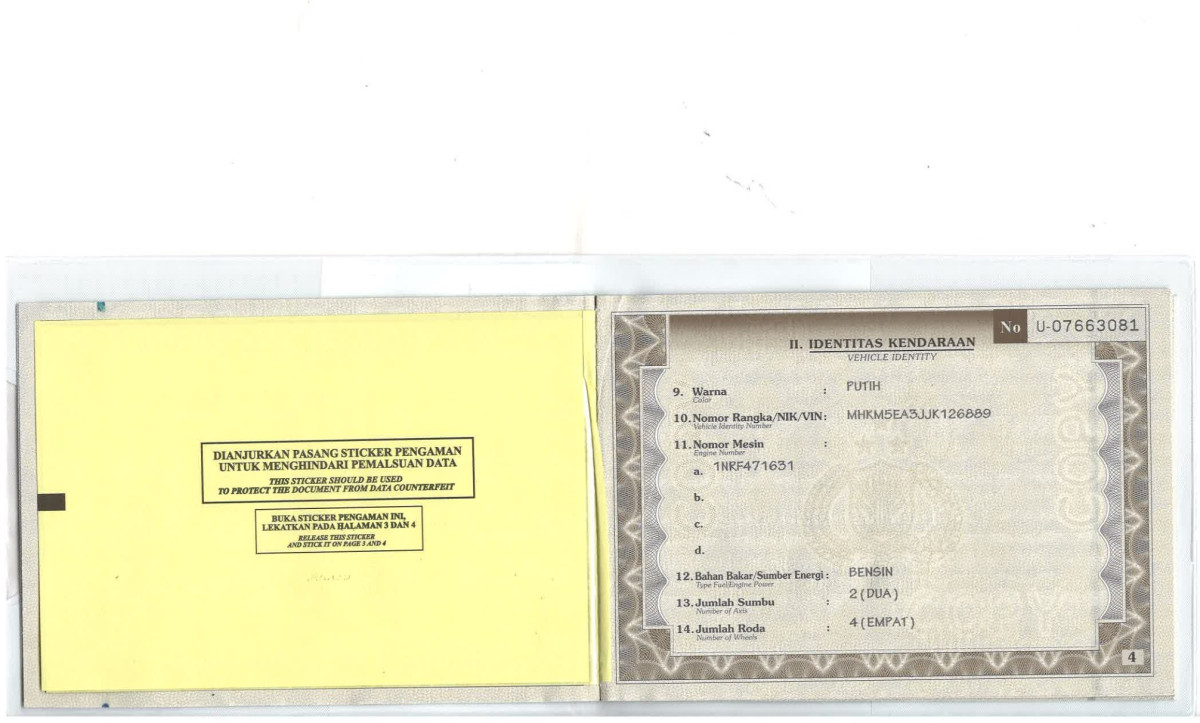 DIANJURKAN PASANG STICKER PENGAMAN
UNTUK MENGHINDARI PEMALSUAN DATA
THIS STICKER SHOULD BE USED
TO PROTECT THE DOCUMENT FROM DATA COUNTERFEIT
BUKA STICKER PENGAMAN INI,
LEKATKAN PADA HALAMAN 3 DAN 4
RELEASE THIS STICKER
AND STICK IT ON PAGE 3 AND 4
No U-07663081
II. IDENTITAS KENDARAAN
VEHICLE IDENTITY
9. Warna : PUTIH
Color
10. Nomor Rangka/NIK/VIN : MHKM5EA3JJK126889
Vehicle Identity Number
11. Nomor Mesin :
Engine Number
a. 1NRF471631
b.
c.
d.
12. Bahan Bakar/Sumber Energi : BENSIN
Type Fuel/Engine Power
13. Jumlah Sumbu : 2 (DUA)
Number of Axis
14. Jumlah Roda : 4 (EMPAT)
Number of Wheels
4